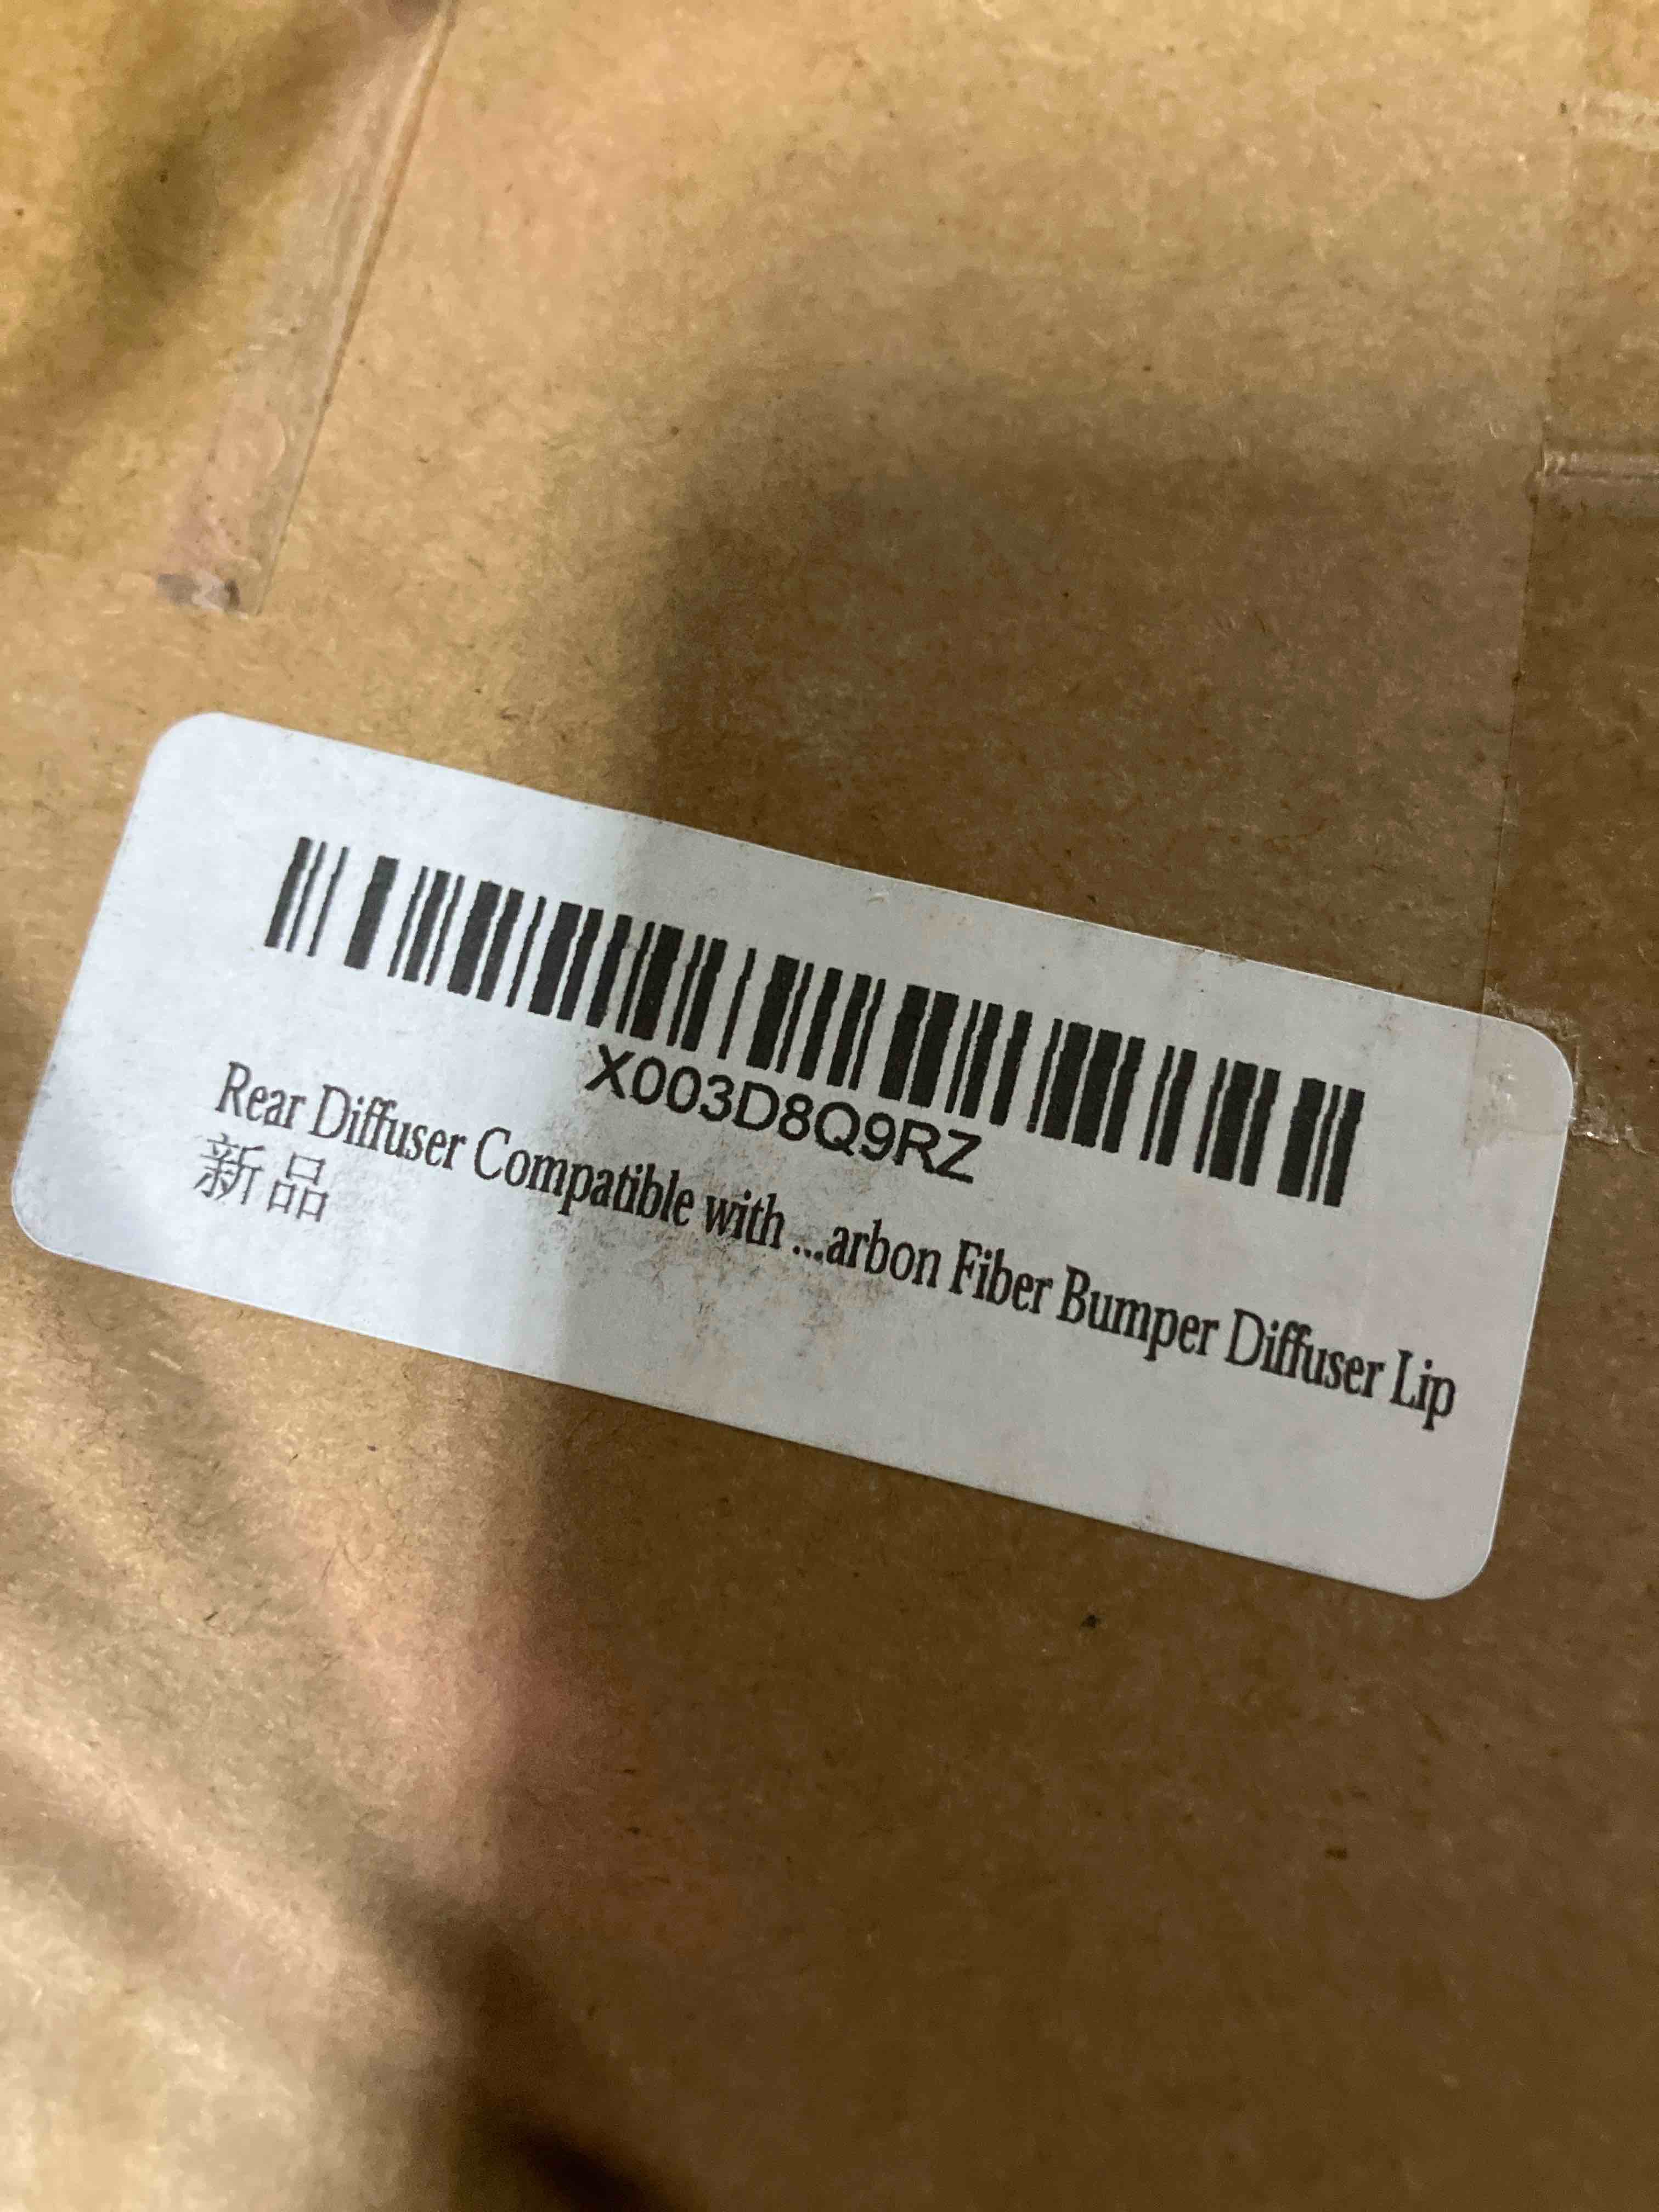 X003D8Q9RZ
Rear Diffuser Compatible with ...arbon Fiber Bumper Diffuser Lip
新品